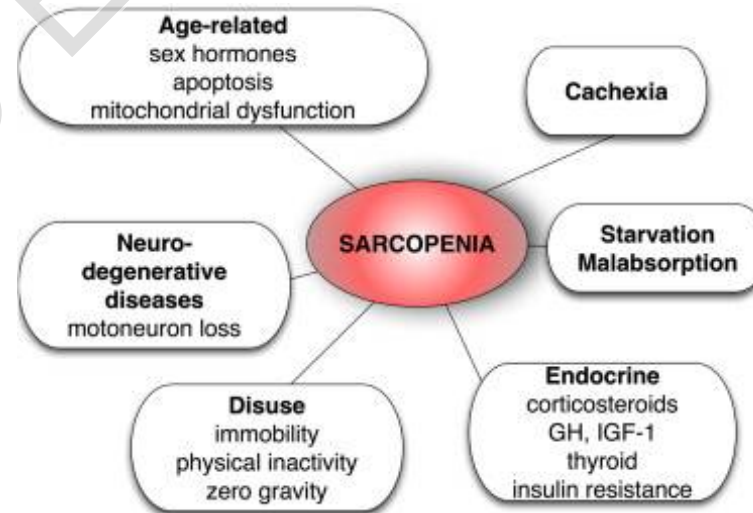 Age-related
sex hormones
apoptosis
mitochondrial dysfunction
Cachexia
SARCOPENIA
Neuro-
degenerative
diseases
motoneuron loss
Starvation
Malabsorption
Disuse
immobility
physical inactivity
zero gravity
Endocrine
corticosteroids
GH, IGF-1
thyroid
insulin resistance